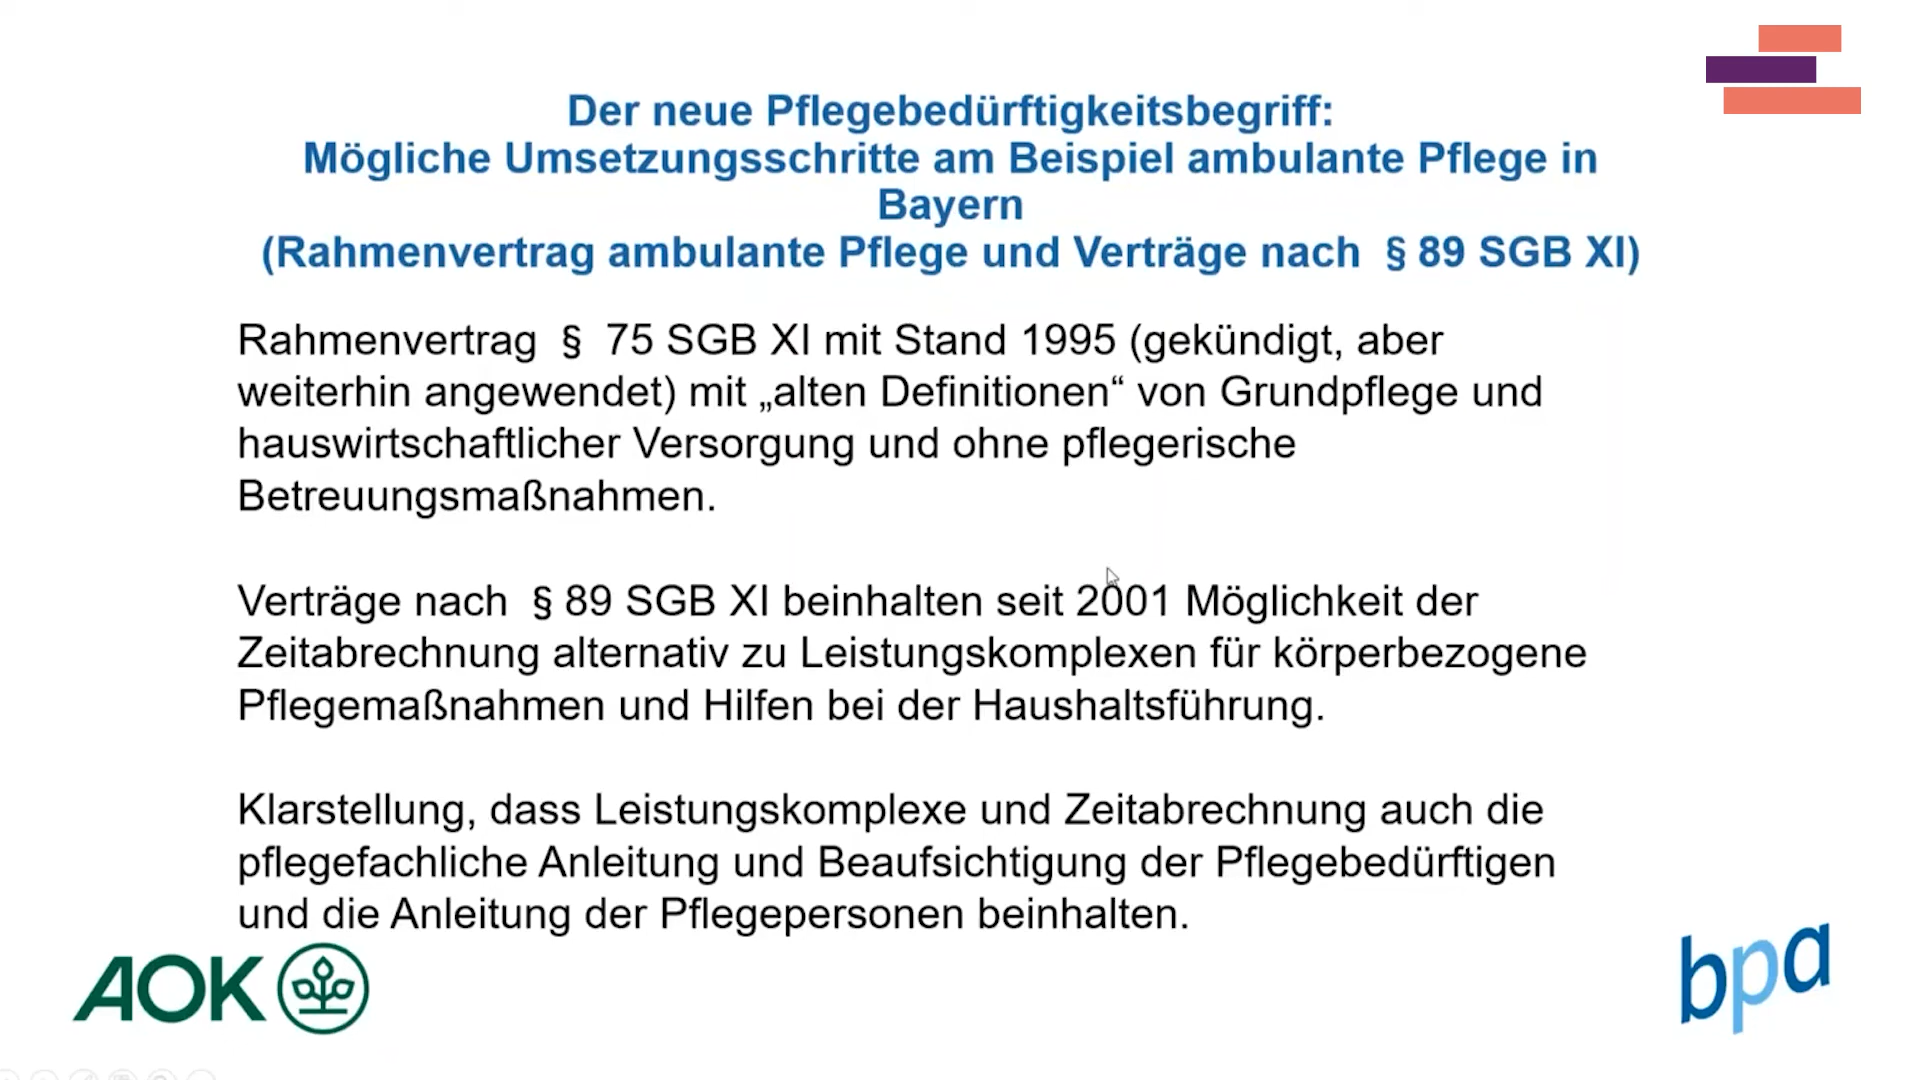 Der neue Pflegebedürftigkeitsbegriff:
Mögliche Umsetzungsschritte am Beispiel ambulante Pflege in
Bayern
(Rahmenvertrag ambulante Pflege und Verträge nach § 89 SGB XI)
Rahmenvertrag § 75 SGB XI mit Stand 1995 (gekündigt, aber
weiterhin angewendet) mit „alten Definitionen“ von Grundpflege und
hauswirtschaftlicher Versorgung und ohne pflegerische
Betreuungsmaßnahmen.
Verträge nach § 89 SGB XI beinhalten seit 2001 Möglichkeit der
Zeitabrechnung alternativ zu Leistungskomplexen für körperbezogene
Pflegemaßnahmen und Hilfen bei der Haushaltsführung.
Klarstellung, dass Leistungskomplexe und Zeitabrechnung auch die
pflegefachliche Anleitung und Beaufsichtigung der Pflegebedürftigen
und die Anleitung der Pflegepersonen beinhalten.
AOK
bpa